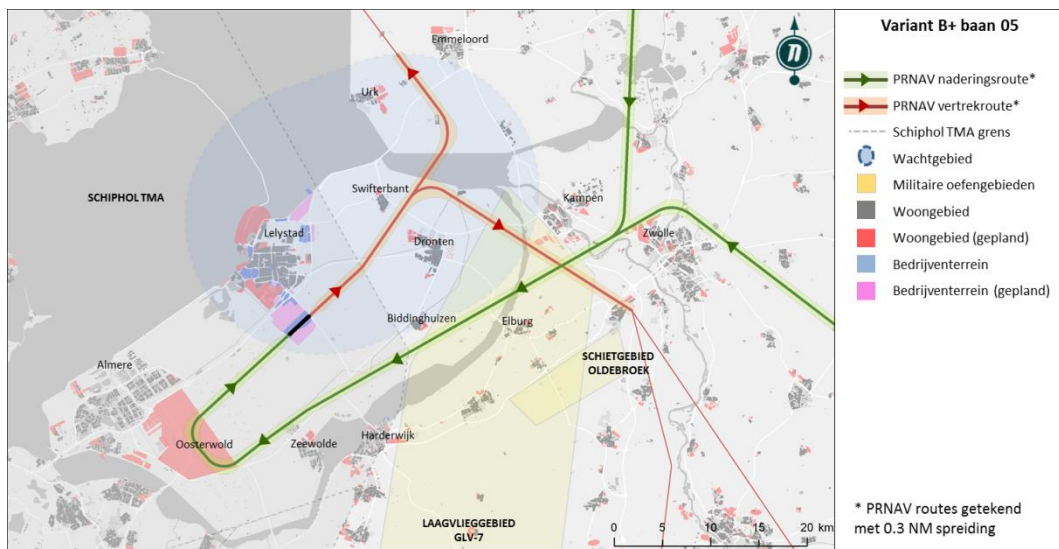 Emmeloord
Urk
SCHIPHOL TMA
Swifterbant
Kampen
Lelystad
Dronten
Zwolle
Biddinghuizen
Elburg
SCHIETGEBIED
OLDEBROEK
Almere
Oosterwold
Zeewolde
Harderwijk
LAAGVLIEGGEBIED
GLV-7
0 5 10 15 20 km
Variant B+ baan 05
PRNAV naderingsroute*
PRNAV vertrekroute*
Schiphol TMA grens
Wachtgebied
Militaire oefengebieden
Woongebied
Woongebied (gepland)
Bedrijventerrein
Bedrijventerrein (gepland)
* PRNAV routes getekend
met 0.3 NM spreiding